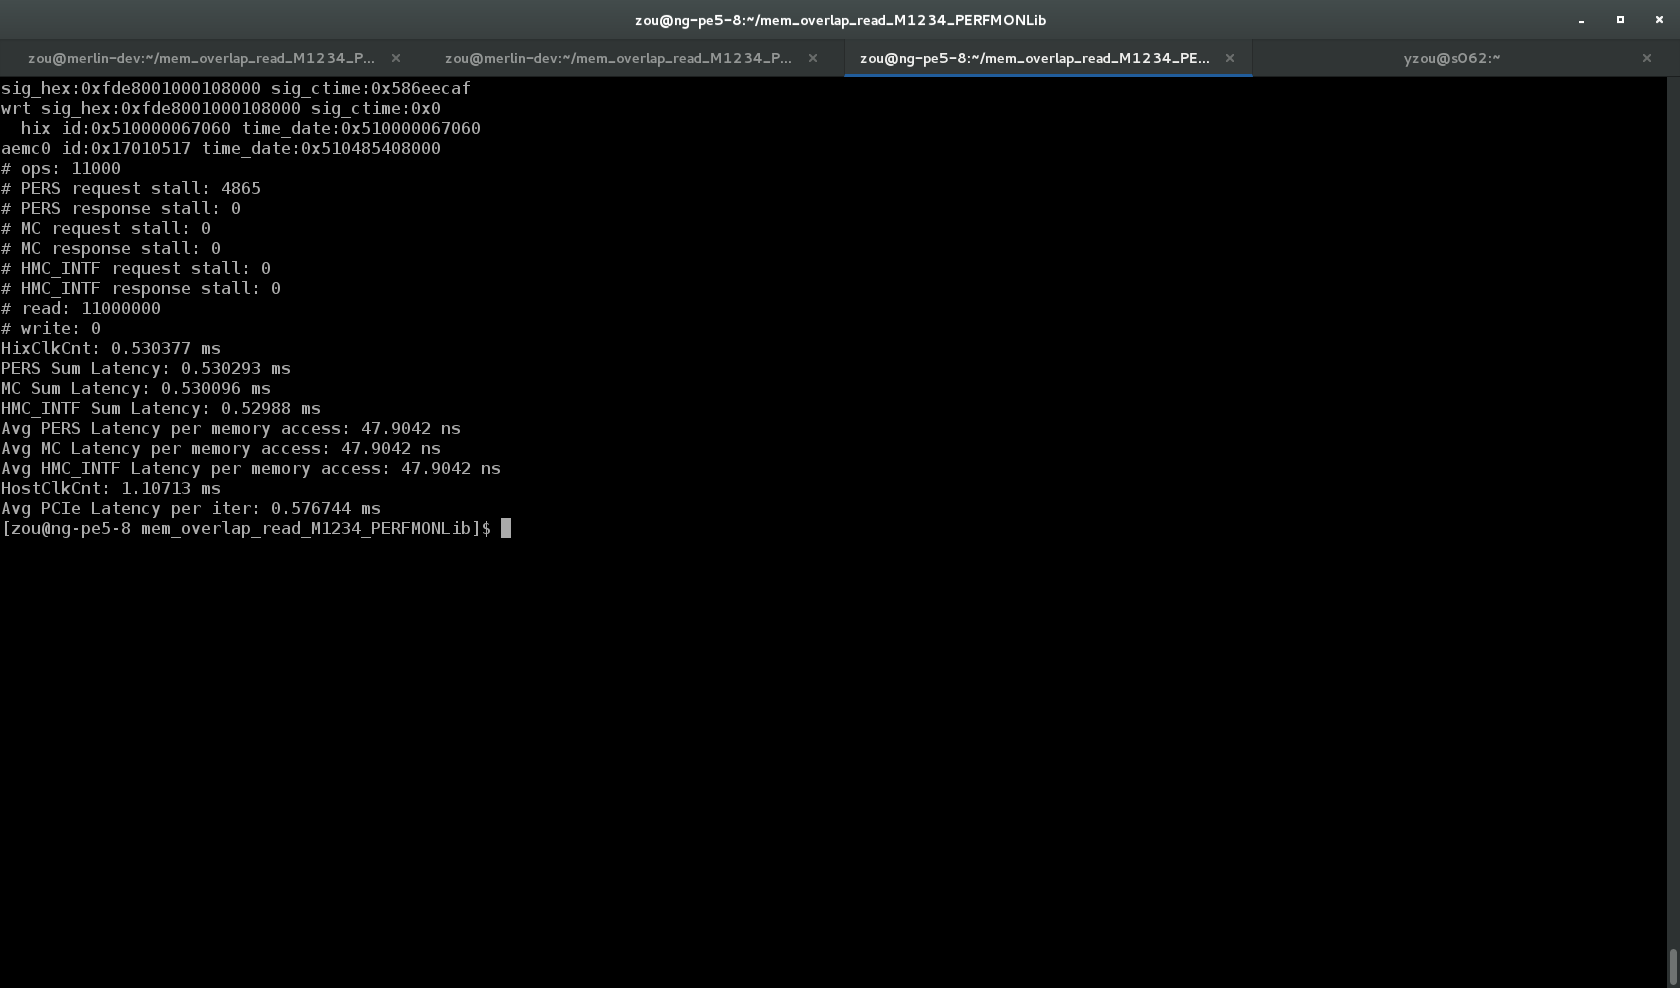 zou@ng-pe5-8:~/mem_overlap_read_M1234_PERFMONLib
zou@merlin-dev:~/mem_overlap_read_M1234_P... zou@merlin-dev:~/mem_overlap_read_M1234_P... zou@ng-pe5-8:~/mem_overlap_read_M1234_PE... yzou@s062:~
sig_hex:0xfde8001000108000 sig_ctime:0x586eecaf
wrt sig_hex:0xfde8001000108000 sig_ctime:0x0
  hix id:0x510000067060 time_date:0x510000067060
aemc0 id:0x17010517 time_date:0x510485408000
# ops: 11000
# PERS request stall: 4865
# PERS response stall: 0
# MC request stall: 0
# MC response stall: 0
# HMC_INTF request stall: 0
# HMC_INTF response stall: 0
# read: 11000000
# write: 0
HixClkCnt: 0.530377 ms
PERS Sum Latency: 0.530293 ms
MC Sum Latency: 0.530096 ms
HMC_INTF Sum Latency: 0.52988 ms
Avg PERS Latency per memory access: 47.9042 ns
Avg MC Latency per memory access: 47.9042 ns
Avg HMC_INTF Latency per memory access: 47.9042 ns
HostClkCnt: 1.10713 ms
Avg PCIe Latency per iter: 0.576744 ms
[zou@ng-pe5-8 mem_overlap_read_M1234_PERFMONLib]$